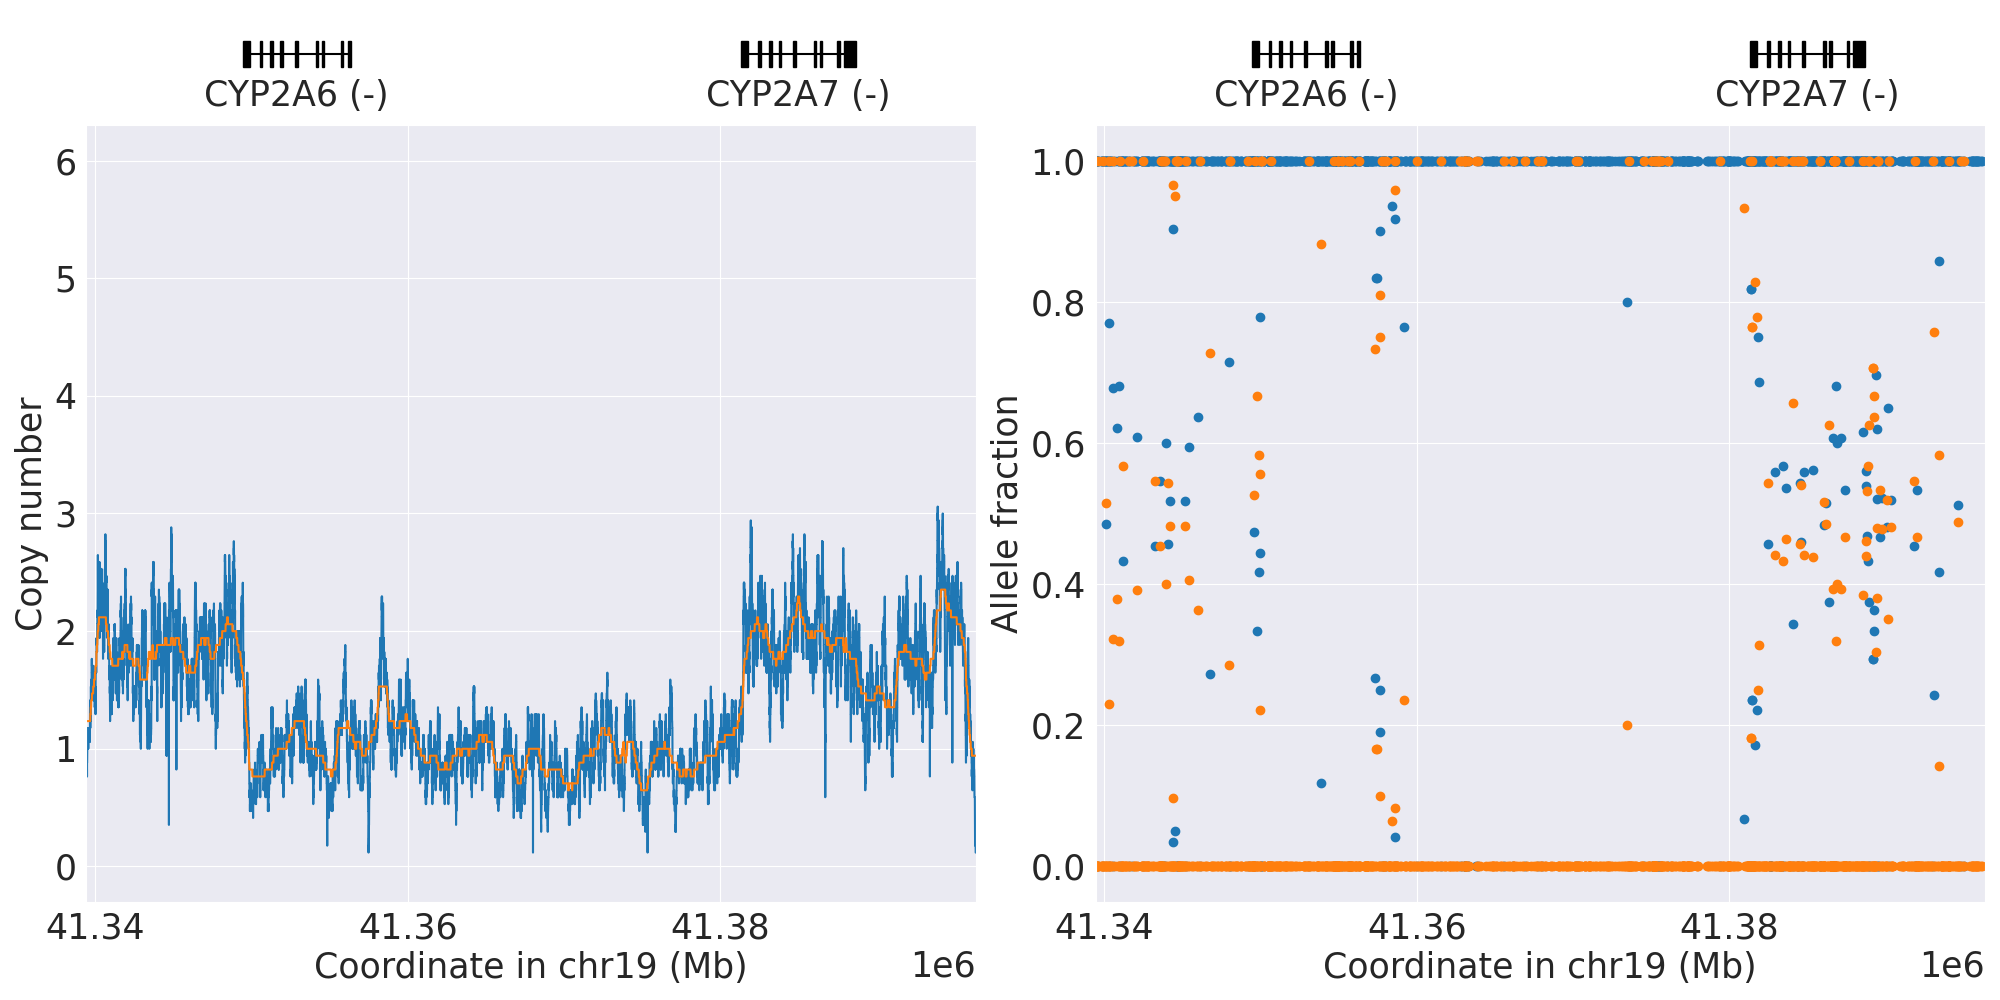 CYP2A6 (-) CYP2A7 (-)
6
5
4
3
2
1
0
Copy number
41.34 41.36 41.38
Coordinate in chr19 (Mb) 1e6
CYP2A6 (-) CYP2A7 (-)
1.0
0.8
0.6
0.4
0.2
0.0
Allele fraction
41.34 41.36 41.38
Coordinate in chr19 (Mb) 1e6